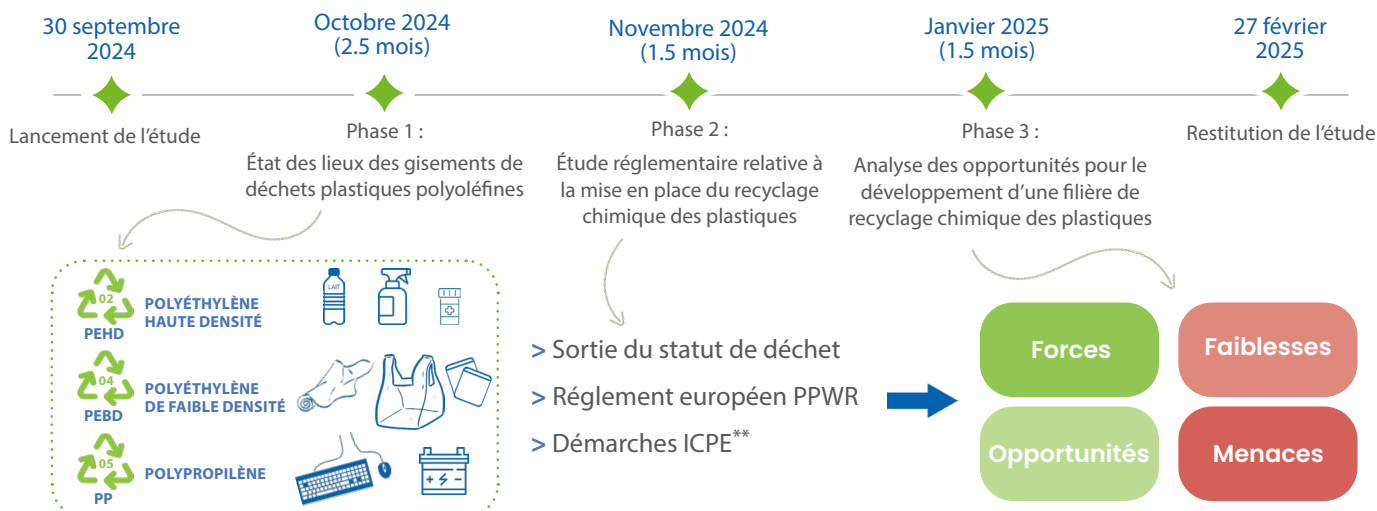 30 septembre
2024
Octobre 2024
(2.5 mois)
Novembre 2024
(1.5 mois)
Janvier 2025
(1.5 mois)
27 février
2025
Lancement de l'étude
Phase 1 :
État des lieux des gisements de
déchets plastiques polyoléfines
Phase 2 :
Étude réglementaire relative à
la mise en place du recyclage
chimique des plastiques
Phase 3 :
Analyse des opportunités pour le
développement d'une filière de
recyclage chimique des plastiques
Restitution de l'étude
02
PEHD
POLYÉTHYLÈNE
HAUTE DENSITÉ
LAIT
04
PEBD
POLYÉTHYLÈNE
DE FAIBLE DENSITÉ
05
PP
POLYPROPILÈNE
> Sortie du statut de déchet
> Réglement européen PPWR
> Démarches ICPE**
Forces
Faiblesses
Opportunités
Menaces